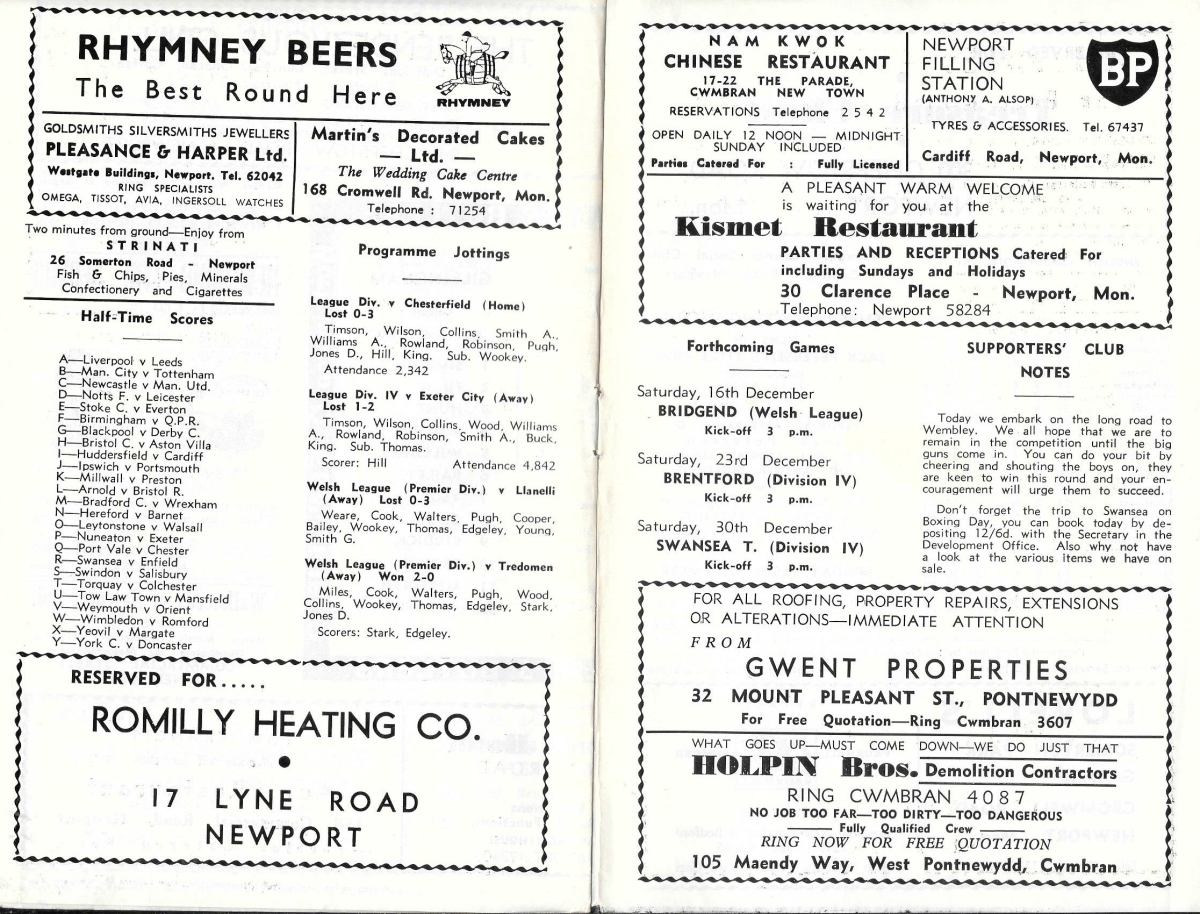 RHYMNEY BEERS
The Best Round Here
RHYMNEY
GOLDSMITHS SILVERSMITHS JEWELLERS
PLEASANCE & HARPER Ltd.
Westgate Buildings, Newport. Tel. 62042
RING SPECIALISTS
OMEGA, TISSOT, AVIA, INGERSOLL WATCHES
Martin's Decorated Cakes
— Ltd. —
The Wedding Cake Centre
168 Cromwell Rd. Newport, Mon.
Telephone : 71254
Two minutes from ground—Enjoy from
STRINATI
26 Somerton Road - Newport
Fish & Chips, Pies, Minerals
Confectionery and Cigarettes
Half-Time Scores
A—Liverpool v Leeds
B—Man. City v Tottenham
C—Newcastle v Man. Utd.
D—Notts F. v Leicester
E—Stoke C. v Everton
F—Birmingham v Q.P.R.
G—Blackpool v Derby C.
H—Bristol C. v Aston Villa
I—Huddersfield v Cardiff
J—Ipswich v Portsmouth
K—Millwall v Preston
L—Arnold v Bristol R.
M—Bradford C. v Wrexham
N—Hereford v Barnet
O—Leytonstone v Walsall
P—Nuneaton v Exeter
Q—Port Vale v Chester
R—Swansea v Enfield
S—Swindon v Salisbury
T—Torquay v Colchester
U—Tow Law Town v Mansfield
V—Weymouth v Orient
W—Wimbledon v Romford
X—Yeovil v Margate
Y—York C. v Doncaster
Programme Jottings
League Div. v Chesterfield (Home)
Lost 0-3
Timson, Wilson, Collins, Smith A.,
Williams A., Rowland, Robinson, Pugh,
Jones D., Hill, King. Sub. Wookey.
Attendance 2,342
League Div. IV v Exeter City (Away)
Lost 1-2
Timson, Wilson, Collins, Wood, Williams
A., Rowland, Robinson, Smith A., Buck,
King. Sub. Thomas.
Scorer: Hill Attendance 4,842
Welsh League (Premier Div.) v Llanelli
(Away) Lost 0-3
Weare, Cook, Walters, Pugh, Cooper,
Bailey, Wookey, Thomas, Edgeley, Young,
Smith G.
Welsh League (Premier Div.) v Tredomen
(Away) Won 2-0
Miles, Cook, Walters, Pugh, Wood,
Collins, Wookey, Thomas, Edgeley, Stark,
Jones D.
Scorers: Stark, Edgeley.
RESERVED FOR.....
ROMILLY HEATING CO.
17 LYNE ROAD
NEWPORT
NAM KWOK
CHINESE RESTAURANT
17-22 THE PARADE,
CWMBRAN NEW TOWN
RESERVATIONS Telephone 2542
OPEN DAILY 12 NOON — MIDNIGHT
SUNDAY INCLUDED
Parties Catered For : Fully Licensed
NEWPORT
FILLING
STATION
(ANTHONY A. ALSOP)
BP
TYRES & ACCESSORIES. Tel. 67437
Cardiff Road, Newport, Mon.
A PLEASANT WARM WELCOME
is waiting for you at the
Kismet Restaurant
PARTIES AND RECEPTIONS Catered For
including Sundays and Holidays
30 Clarence Place - Newport, Mon.
Telephone: Newport 58284
Forthcoming Games
Saturday, 16th December
BRIDGEND (Welsh League)
Kick-off 3 p.m.
Saturday, 23rd December
BRENTFORD (Division IV)
Kick-off 3 p.m.
Saturday, 30th December
SWANSEA T. (Division IV)
Kick-off 3 p.m.
SUPPORTERS' CLUB
NOTES
Today we embark on the long road to
Wembley. We all hope that we are to
remain in the competition until the big
guns come in. You can do your bit by
cheering and shouting the boys on, they
are keen to win this round and your en-
couragement will urge them to succeed.
Don't forget the trip to Swansea on
Boxing Day, you can book today by de-
positing 12/6d. with the Secretary in the
Development Office. Also why not have
a look at the various items we have on
sale.
FOR ALL ROOFING, PROPERTY REPAIRS, EXTENSIONS
OR ALTERATIONS—IMMEDIATE ATTENTION
FROM
GWENT PROPERTIES
32 MOUNT PLEASANT ST., PONTNEWYDD
For Free Quotation—Ring Cwmbran 3607
WHAT GOES UP—MUST COME DOWN—WE DO JUST THAT
HOLPIN Bros. Demolition Contractors
RING CWMBRAN 4087
NO JOB TOO FAR—TOO DIRTY—TOO DANGEROUS
Fully Qualified Crew
RING NOW FOR FREE QUOTATION
105 Maendy Way, West Pontnewydd, Cwmbran